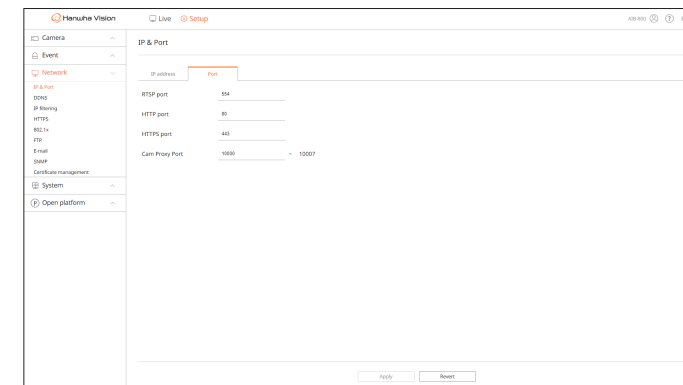 Hanwha Vision
Live
Setup
AIB-800
Camera
Event
Network
IP & Port
DDNS
IP filtering
HTTPS
802.1x
FTP
E-mail
SNMP
Certificate management
System
Open platform
IP & Port
IP address
Port
RTSP port 554
HTTP port 80
HTTPS port 443
Cam Proxy Port 10000 ~ 10007
Apply
Revert